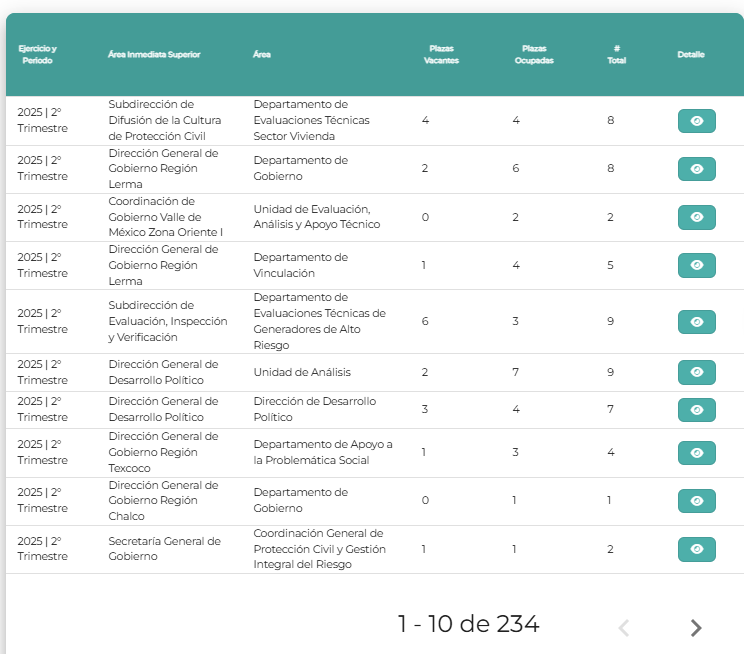 Ejercicio y Periodo Área Inmediata Superior Área Plazas Vacantes Plazas Ocupadas # Total Detalle
2025 | 2° Trimestre Subdirección de Difusión de la Cultura de Protección Civil Departamento de Evaluaciones Técnicas Sector Vivienda 4 4 8
2025 | 2° Trimestre Dirección General de Gobierno Región Lerma Departamento de Gobierno 2 6 8
2025 | 2° Trimestre Coordinación de Gobierno Valle de México Zona Oriente I Unidad de Evaluación, Análisis y Apoyo Técnico 0 2 2
2025 | 2° Trimestre Dirección General de Gobierno Región Lerma Departamento de Vinculación 1 4 5
2025 | 2° Trimestre Subdirección de Evaluación, Inspección y Verificación Departamento de Evaluaciones Técnicas de Generadores de Alto Riesgo 6 3 9
2025 | 2° Trimestre Dirección General de Desarrollo Político Unidad de Análisis 2 7 9
2025 | 2° Trimestre Dirección General de Desarrollo Político Dirección de Desarrollo Político 3 4 7
2025 | 2° Trimestre Dirección General de Gobierno Región Texcoco Departamento de Apoyo a la Problemática Social 1 3 4
2025 | 2° Trimestre Dirección General de Gobierno Región Chalco Departamento de Gobierno 0 1 1
2025 | 2° Trimestre Secretaría General de Gobierno Coordinación General de Protección Civil y Gestión Integral del Riesgo 1 1 2
1 - 10 de 234